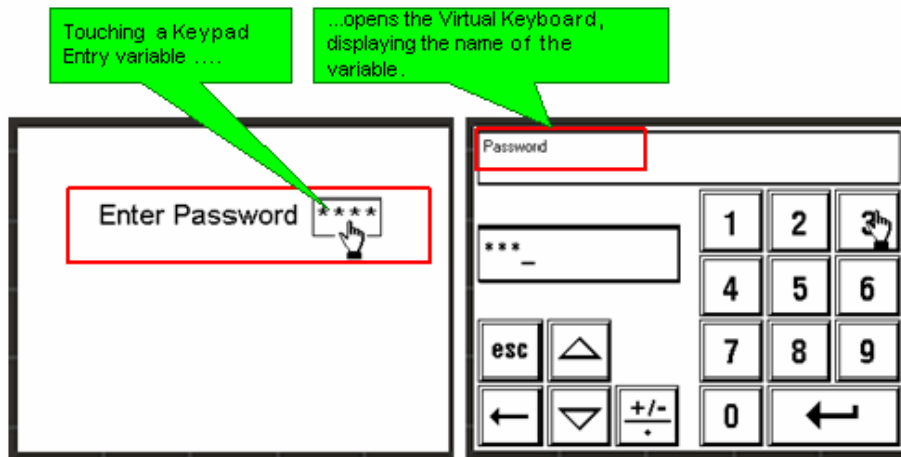 Touching a Keypad
Entry variable ....
...opens the Virtual Keyboard,
displaying the name of the
variable.
Enter Password ****
Password
***_
1 2 3
4 5 6
esc 7 8 9
+/- 0